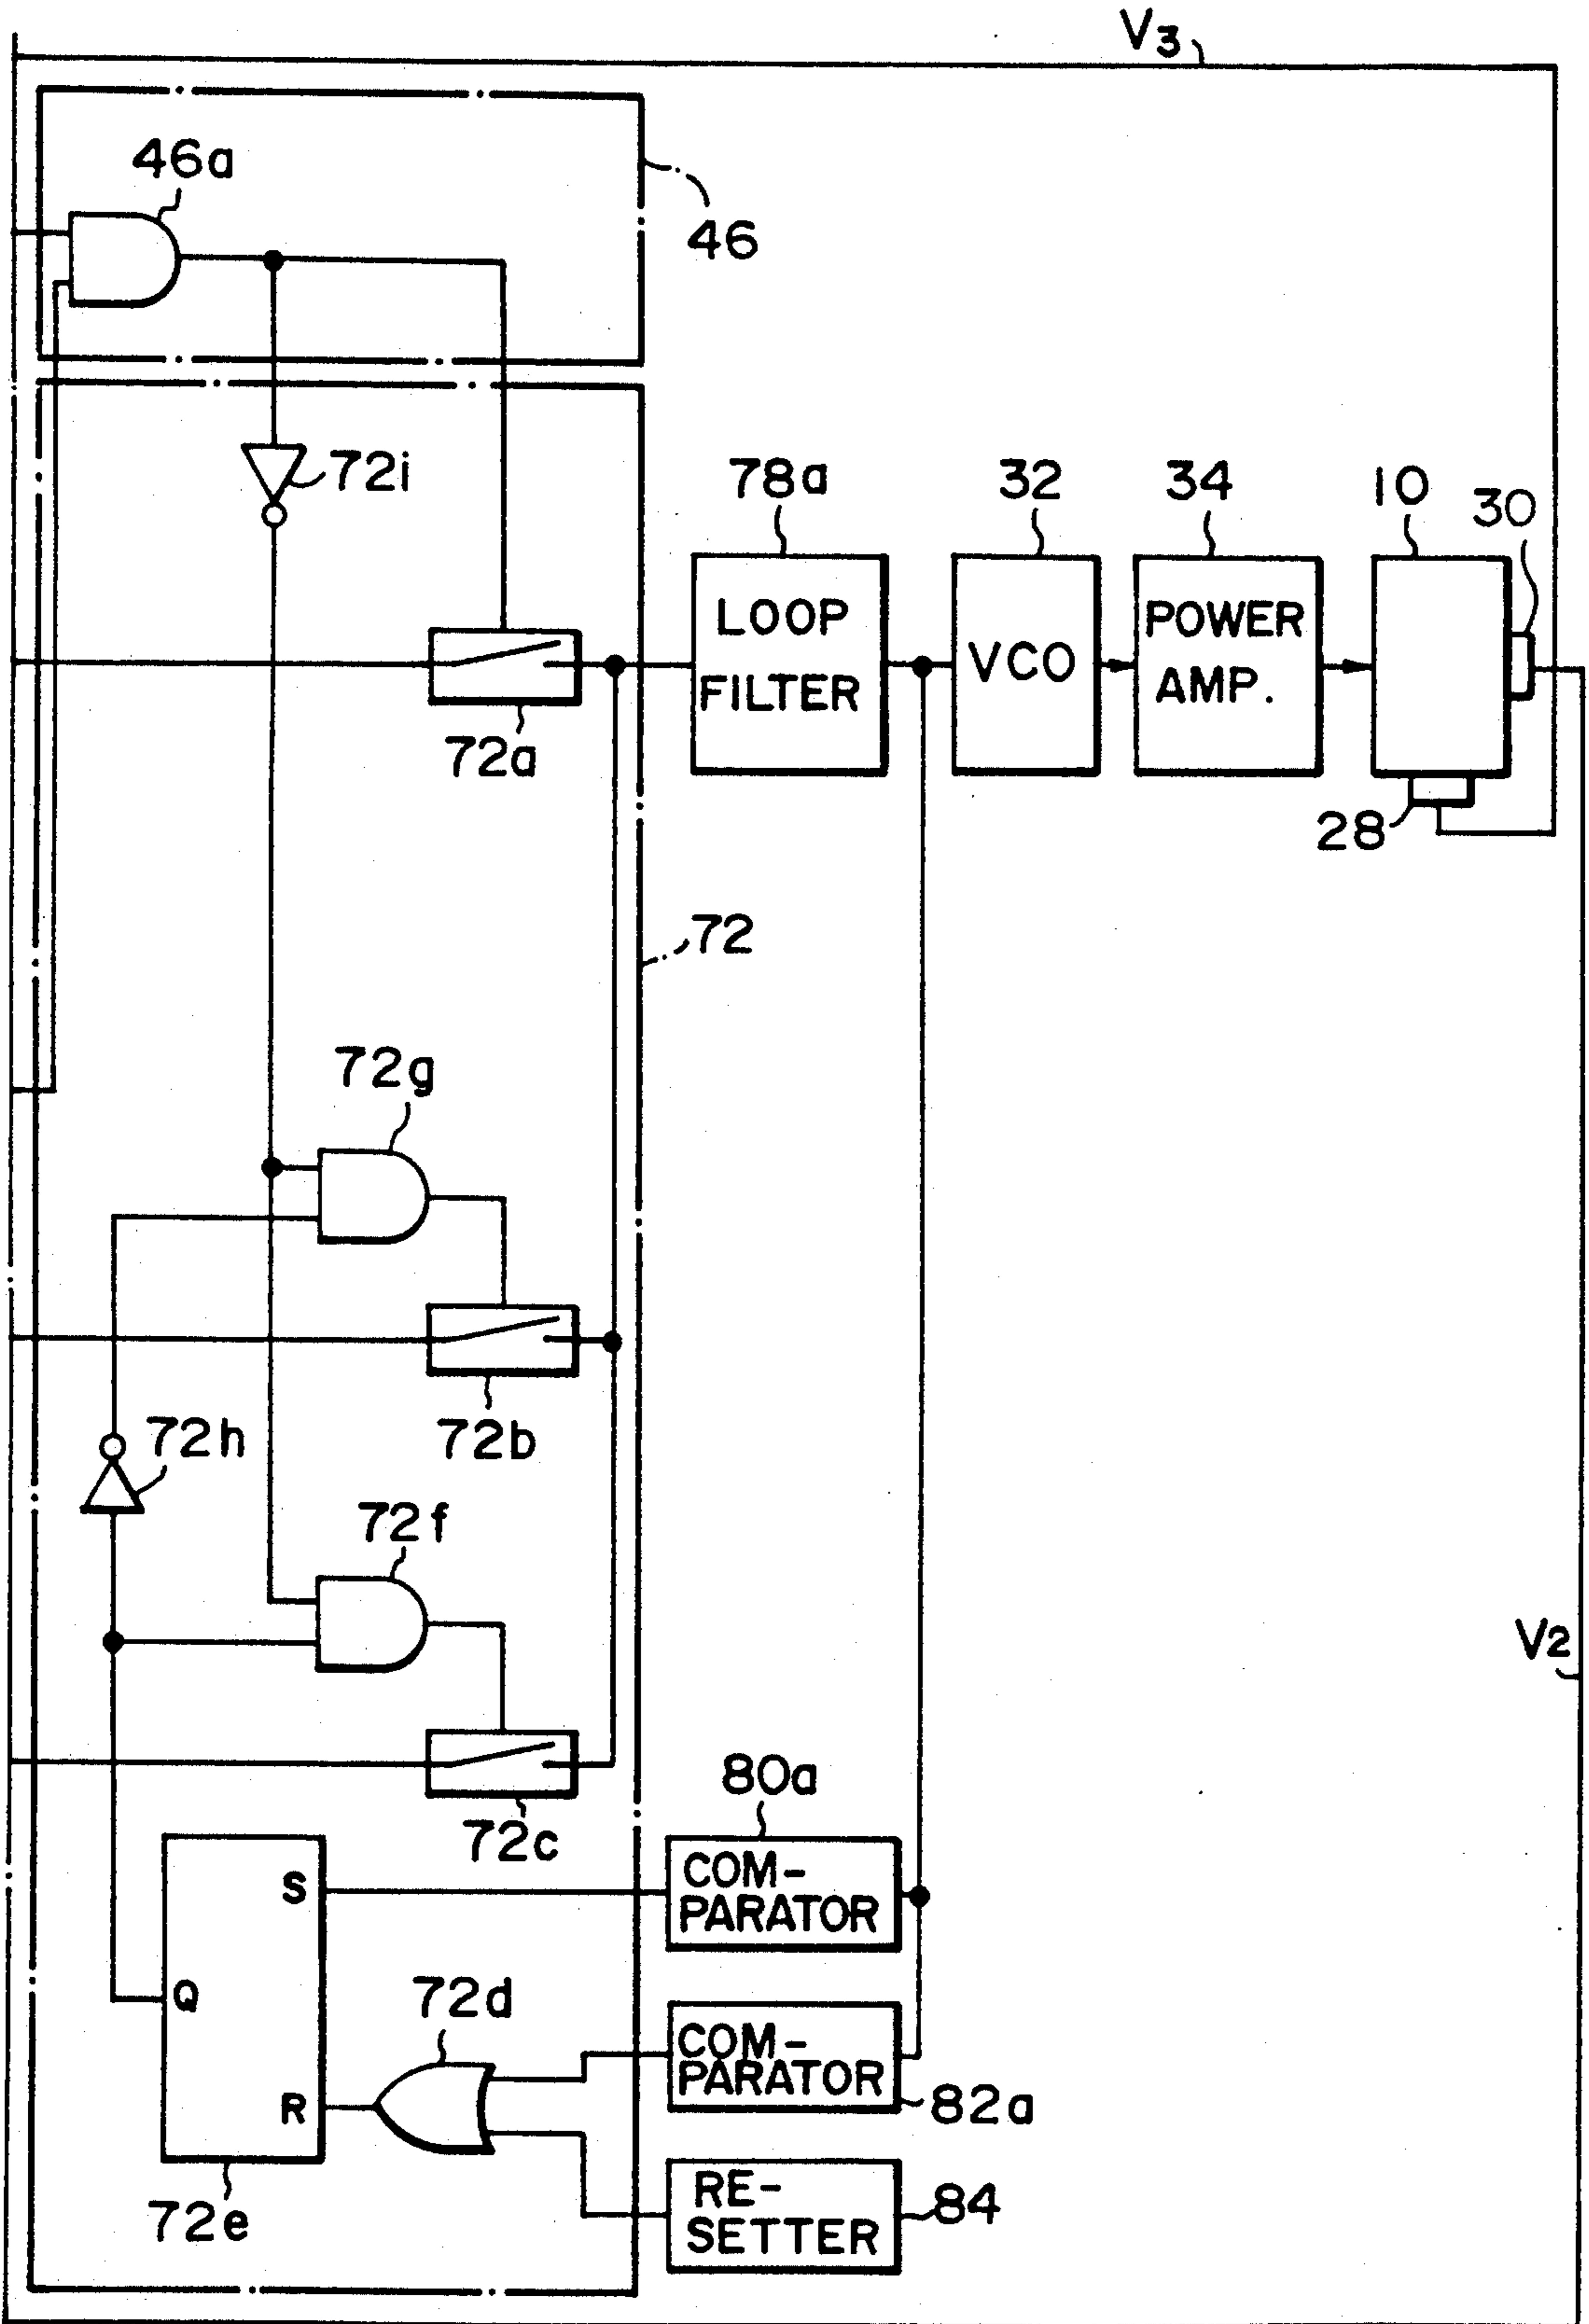 V3
46a
46
72i
78a
32
34
10
30
LOOP
FILTER
VCO
POWER
AMP.
72a
28
72
72g
72b
72h
72f
V2
72c
80a
COM-
PARATOR
S
Q
R
72d
COM-
PARATOR
82a
72e
RE-
SETTER
84